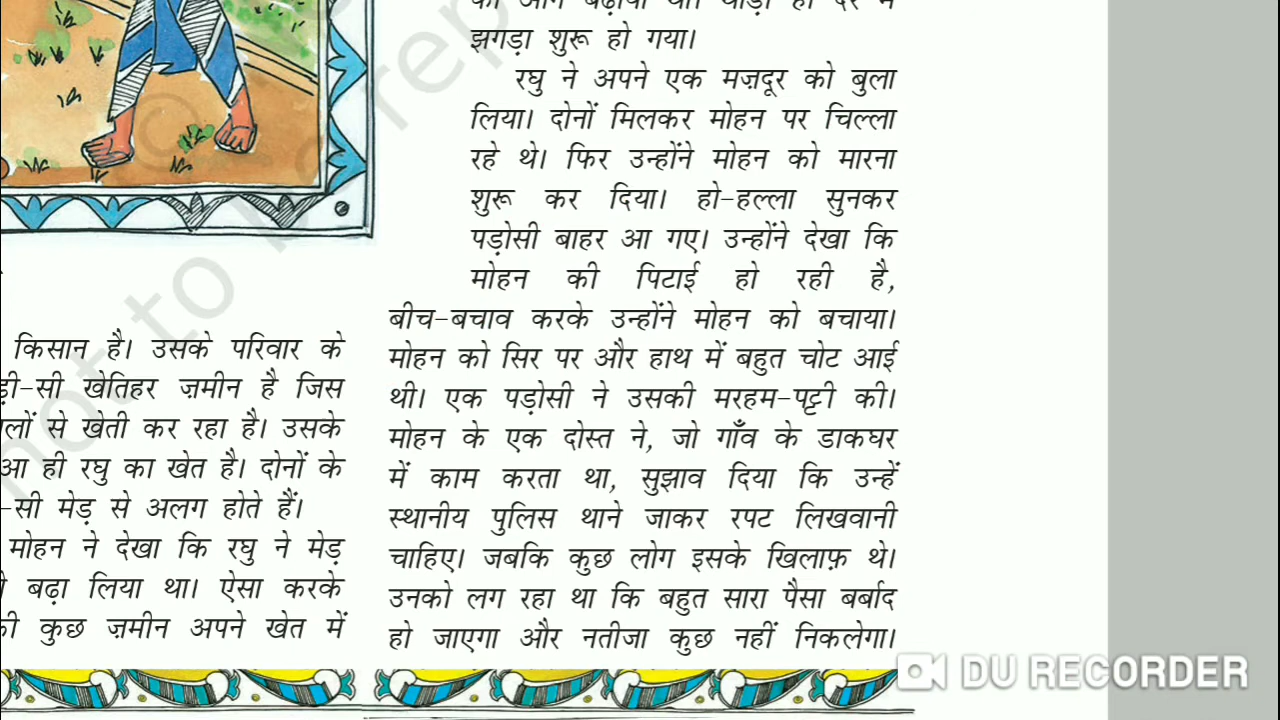 किसान है। उसके परिवार के
खेतिहर ज़मीन है जिस
से खेती कर रहा है। उसके
ही रघु का खेत है। दोनों के
मेड़ से अलग होते हैं।
मोहन ने देखा कि रघु ने मेड़
बढ़ा लिया था। ऐसा करके
कुछ ज़मीन अपने खेत में
झगड़ा शुरू हो गया।
रघु ने अपने एक मज़दूर को बुला
लिया। दोनों मिलकर मोहन पर चिल्ला
रहे थे। फिर उन्होंने मोहन को मारना
शुरू कर दिया। हो-हल्ला सुनकर
पड़ोसी बाहर आ गए। उन्होंने देखा कि
मोहन की पिटाई हो रही है,
बीच-बचाव करके उन्होंने मोहन को बचाया।
मोहन को सिर पर और हाथ में बहुत चोट आई
थी। एक पड़ोसी ने उसकी मरहम-पट्टी की।
मोहन के एक दोस्त ने, जो गाँव के डाकघर
में काम करता था, सुझाव दिया कि उन्हें
स्थानीय पुलिस थाने जाकर रपट लिखवानी
चाहिए। जबकि कुछ लोग इसके खिलाफ़ थे।
उनको लग रहा था कि बहुत सारा पैसा बर्बाद
हो जाएगा और नतीजा कुछ नहीं निकलेगा।
not to be
DU RECORDER